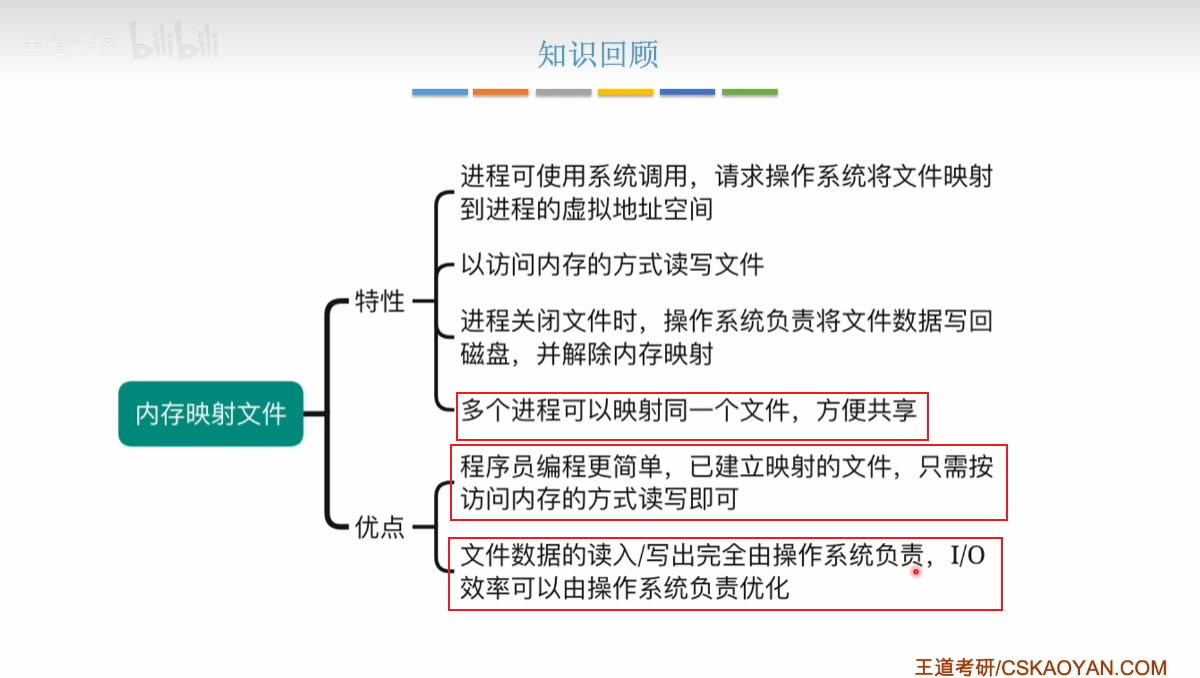 bilibili
知识回顾
进程可使用系统调用，请求操作系统将文件映射
到进程的虚拟地址空间
以访问内存的方式读写文件
特性
进程关闭文件时，操作系统负责将文件数据写回
磁盘，并解除内存映射
内存映射文件
多个进程可以映射同一个文件，方便共享
程序员编程更简单，已建立映射的文件，只需按
访问内存的方式读写即可
优点
文件数据的读入/写出完全由操作系统负责，I/O
效率可以由操作系统负责优化
王道考研/CSKAOYAN.COM